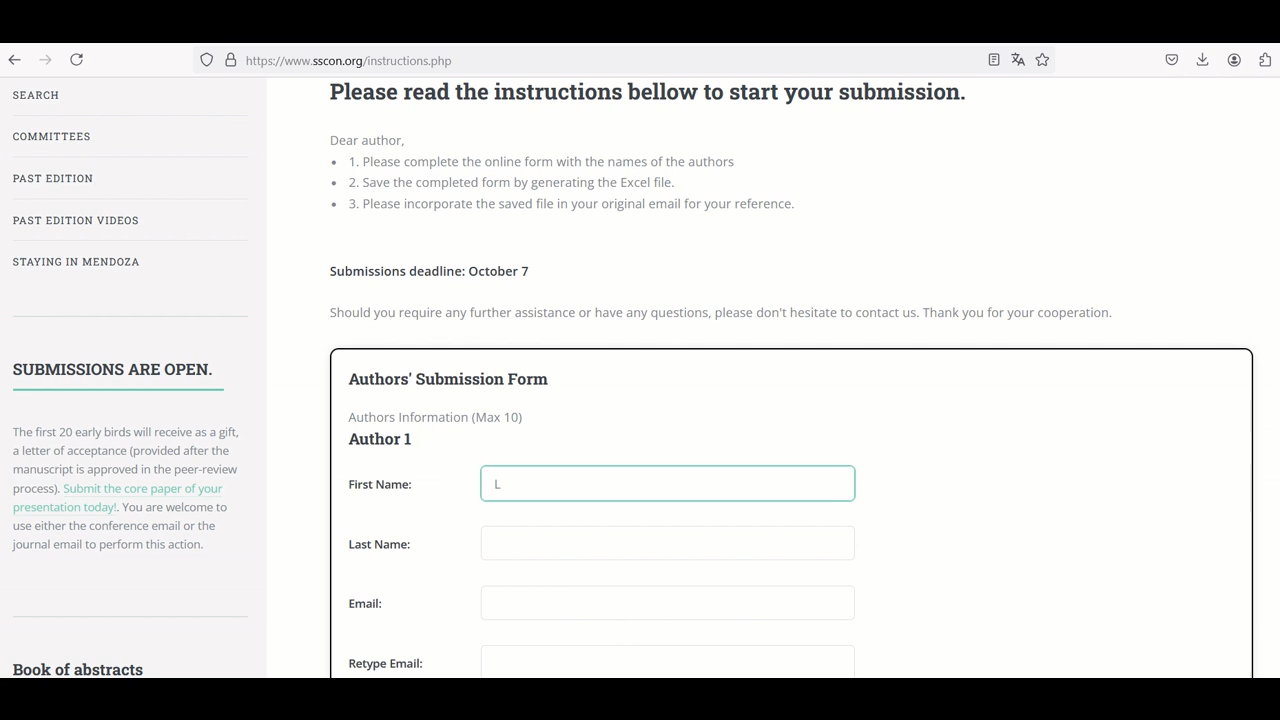 https://www.sscon.org/instructions.php
SEARCH
COMMITTEES
PAST EDITION
PAST EDITION VIDEOS
STAYING IN MENDOZA
SUBMISSIONS ARE OPEN.
The first 20 early birds will receive as a gift,
a letter of acceptance (provided after the
manuscript is approved in the peer-review
process). Submit the core paper of your
presentation today!. You are welcome to
use either the conference email or the
journal email to perform this action.
Book of abstracts
Please read the instructions bellow to start your submission.
Dear author,
• 1. Please complete the online form with the names of the authors
• 2. Save the completed form by generating the Excel file.
• 3. Please incorporate the saved file in your original email for your reference.
Submissions deadline: October 7
Should you require any further assistance or have any questions, please don't hesitate to contact us. Thank you for your cooperation.
Authors' Submission Form
Authors Information (Max 10)
Author 1
First Name: L
Last Name:
Email:
Retype Email: